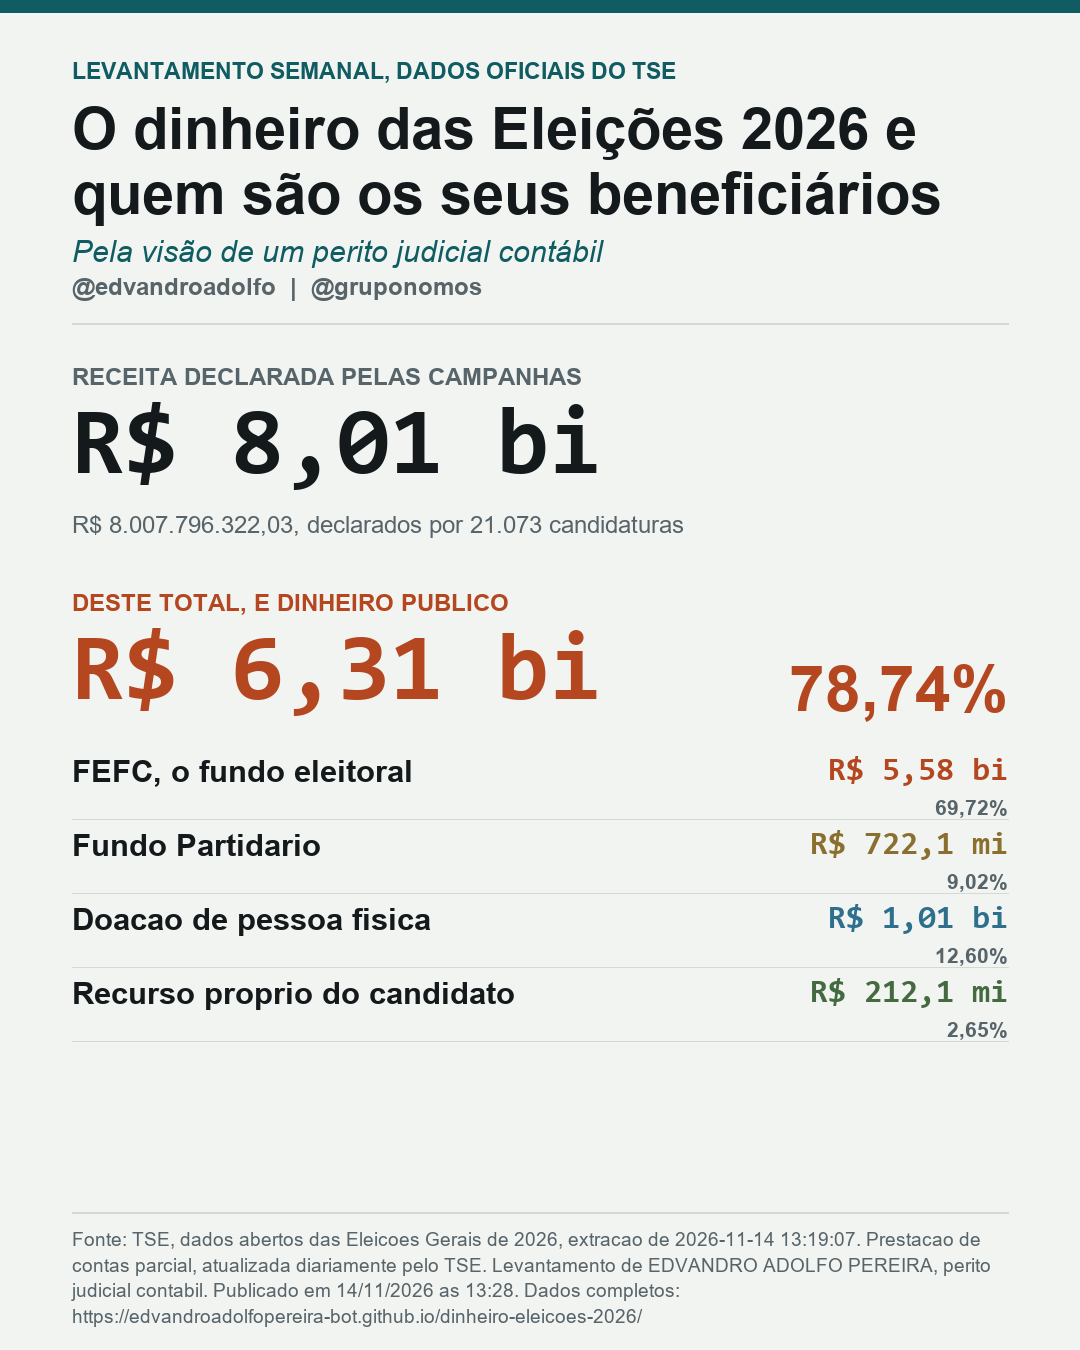 LEVANTAMENTO SEMANAL, DADOS OFICIAIS DO TSE
O dinheiro das Eleições 2026 e
quem são os seus beneficiários
Pela visão de um perito judicial contábil
@edvandroadolfo | @gruponomos
RECEITA DECLARADA PELAS CAMPANHAS
R$ 8,01 bi
R$ 8.007.796.322,03, declarados por 21.073 candidaturas
DESTE TOTAL, E DINHEIRO PUBLICO
R$ 6,31 bi
78,74%
FEFC, o fundo eleitoral
R$ 5,58 bi
69,72%
Fundo Partidario
R$ 722,1 mi
9,02%
Doacao de pessoa fisica
R$ 1,01 bi
12,60%
Recurso proprio do candidato
R$ 212,1 mi
2,65%
Fonte: TSE, dados abertos das Eleicoes Gerais de 2026, extracao de 2026-11-14 13:19:07. Prestacao de
contas parcial, atualizada diariamente pelo TSE. Levantamento de EDVANDRO ADOLFO PEREIRA, perito
judicial contabil. Publicado em 14/11/2026 as 13:28. Dados completos:
https://edvandroadolfopereira-bot.github.io/dinheiro-eleicoes-2026/